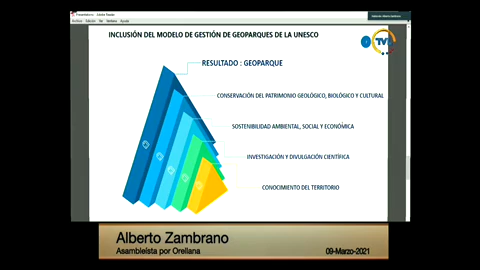 INCLUSIÓN DEL MODELO DE GESTIÓN DE GEOPARQUES DE LA UNESCO
TV
RESULTADO : GEOPARQUE
CONSERVACIÓN DEL PATRIMONIO GEOLÓGICO, BIOLÓGICO Y CULTURAL
SOSTENIBILIDAD AMBIENTAL, SOCIAL Y ECONÓMICA
INVESTIGACIÓN Y DIVULGACIÓN CIENTÍFICA
CONOCIMIENTO DEL TERRITORIO
Alberto Zambrano
Asambleísta por Orellana
09-Marzo-2021